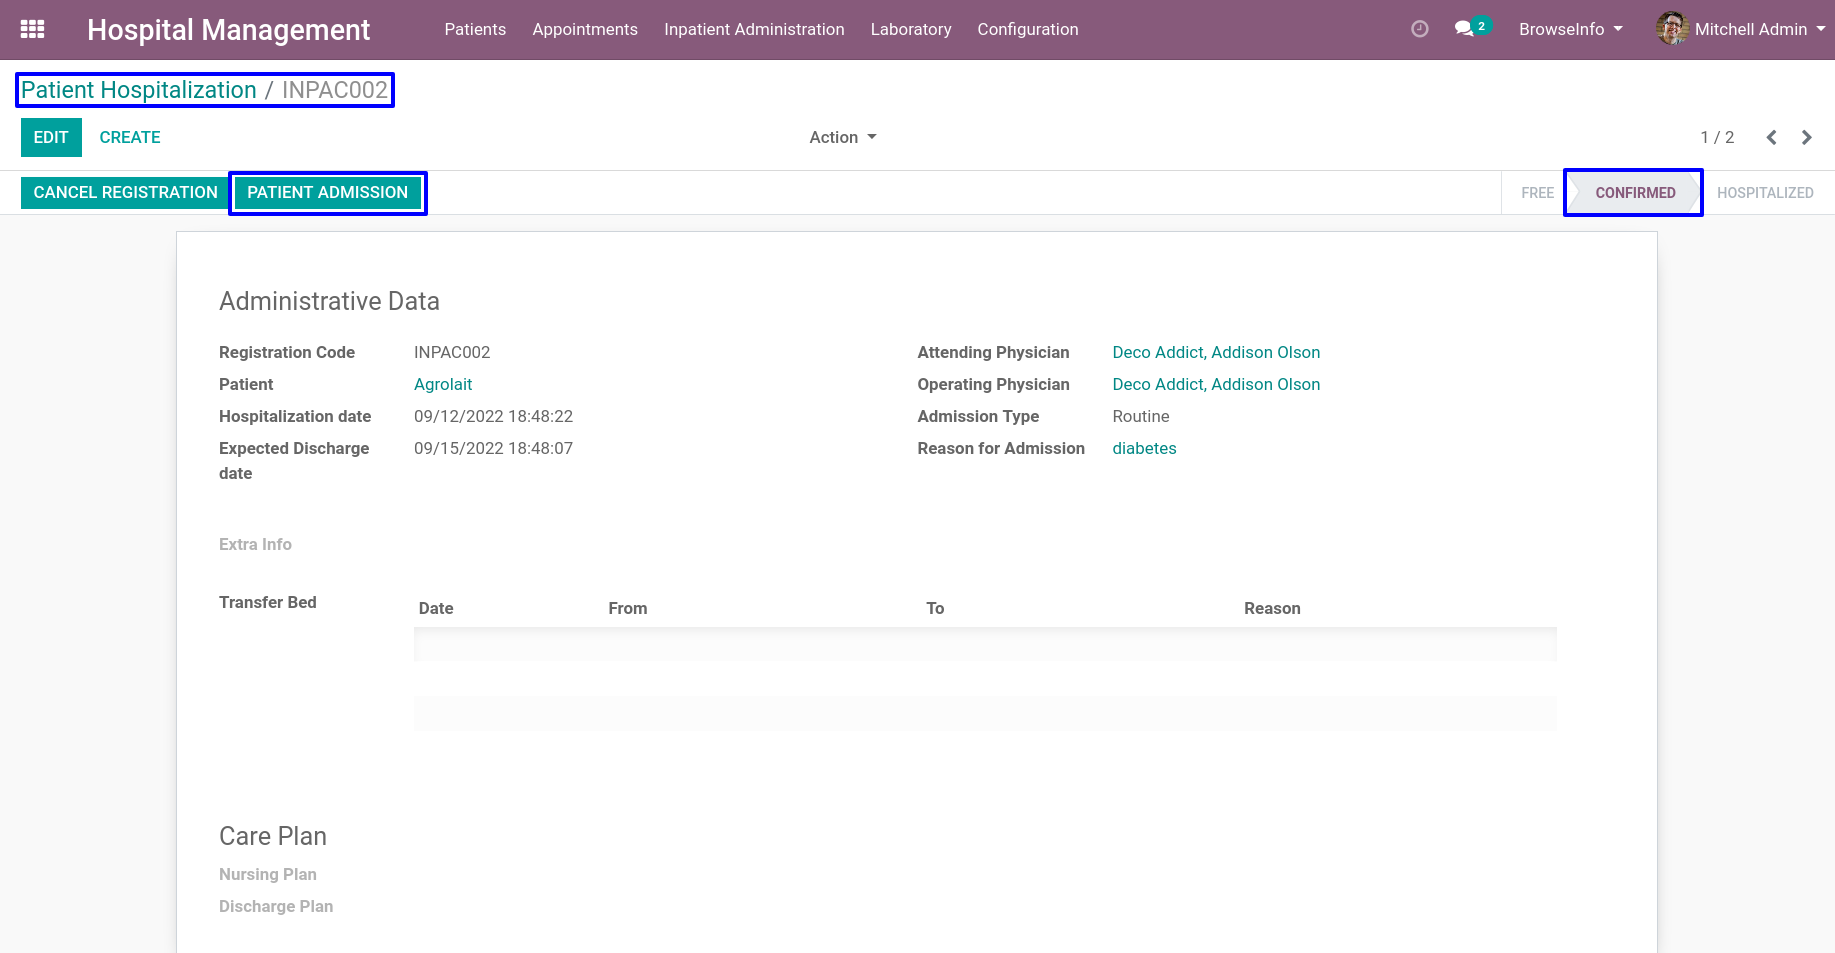 Hospital Management Patients Appointments Inpatient Administration Laboratory Configuration 2 BrowseInfo Mitchell Admin
Patient Hospitalization / INPAC002
EDIT CREATE Action 1 / 2
CANCEL REGISTRATION PATIENT ADMISSION FREE CONFIRMED HOSPITALIZED
Administrative Data
Registration Code INPAC002 Attending Physician Deco Addict, Addison Olson
Patient Agrolait Operating Physician Deco Addict, Addison Olson
Hospitalization date 09/12/2022 18:48:22 Admission Type Routine
Expected Discharge 09/15/2022 18:48:07 Reason for Admission diabetes
date
Extra Info
Transfer Bed Date From To Reason
Care Plan
Nursing Plan
Discharge Plan